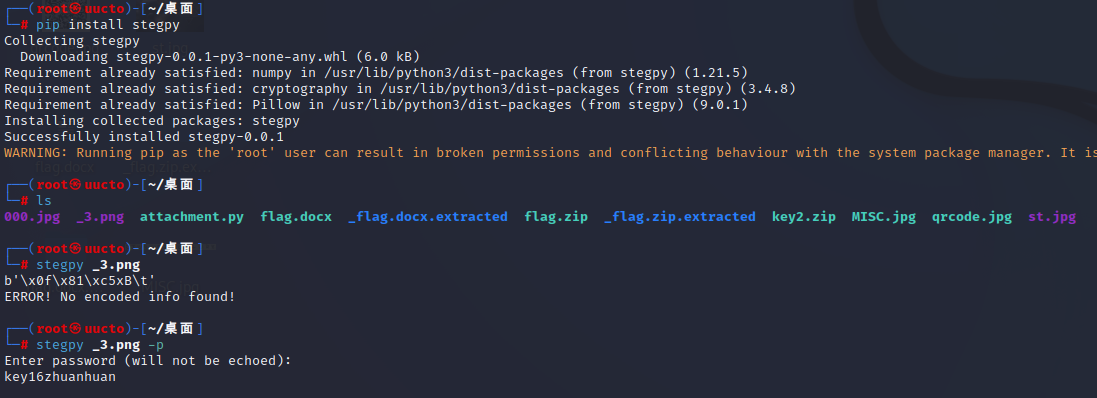 ┌──(root㉿uucto)-[~/桌面]
└─# pip install stegpy
Collecting stegpy
  Downloading stegpy-0.0.1-py3-none-any.whl (6.0 kB)
Requirement already satisfied: numpy in /usr/lib/python3/dist-packages (from stegpy) (1.21.5)
Requirement already satisfied: cryptography in /usr/lib/python3/dist-packages (from stegpy) (3.4.8)
Requirement already satisfied: Pillow in /usr/lib/python3/dist-packages (from stegpy) (9.0.1)
Installing collected packages: stegpy
Successfully installed stegpy-0.0.1
WARNING: Running pip as the 'root' user can result in broken permissions and conflicting behaviour with the system package manager. It is
┌──(root㉿uucto)-[~/桌面]
└─# ls
000.jpg  _3.png  attachment.py  flag.docx  _flag.docx.extracted  flag.zip  _flag.zip.extracted  key2.zip  MISC.jpg  qrcode.jpg  st.jpg
┌──(root㉿uucto)-[~/桌面]
└─# stegpy _3.png
b'\x0f\x81\xc5xB\t'
ERROR! No encoded info found!
┌──(root㉿uucto)-[~/桌面]
└─# stegpy _3.png -p
Enter password (will not be echoed):
key16zhuanhuan